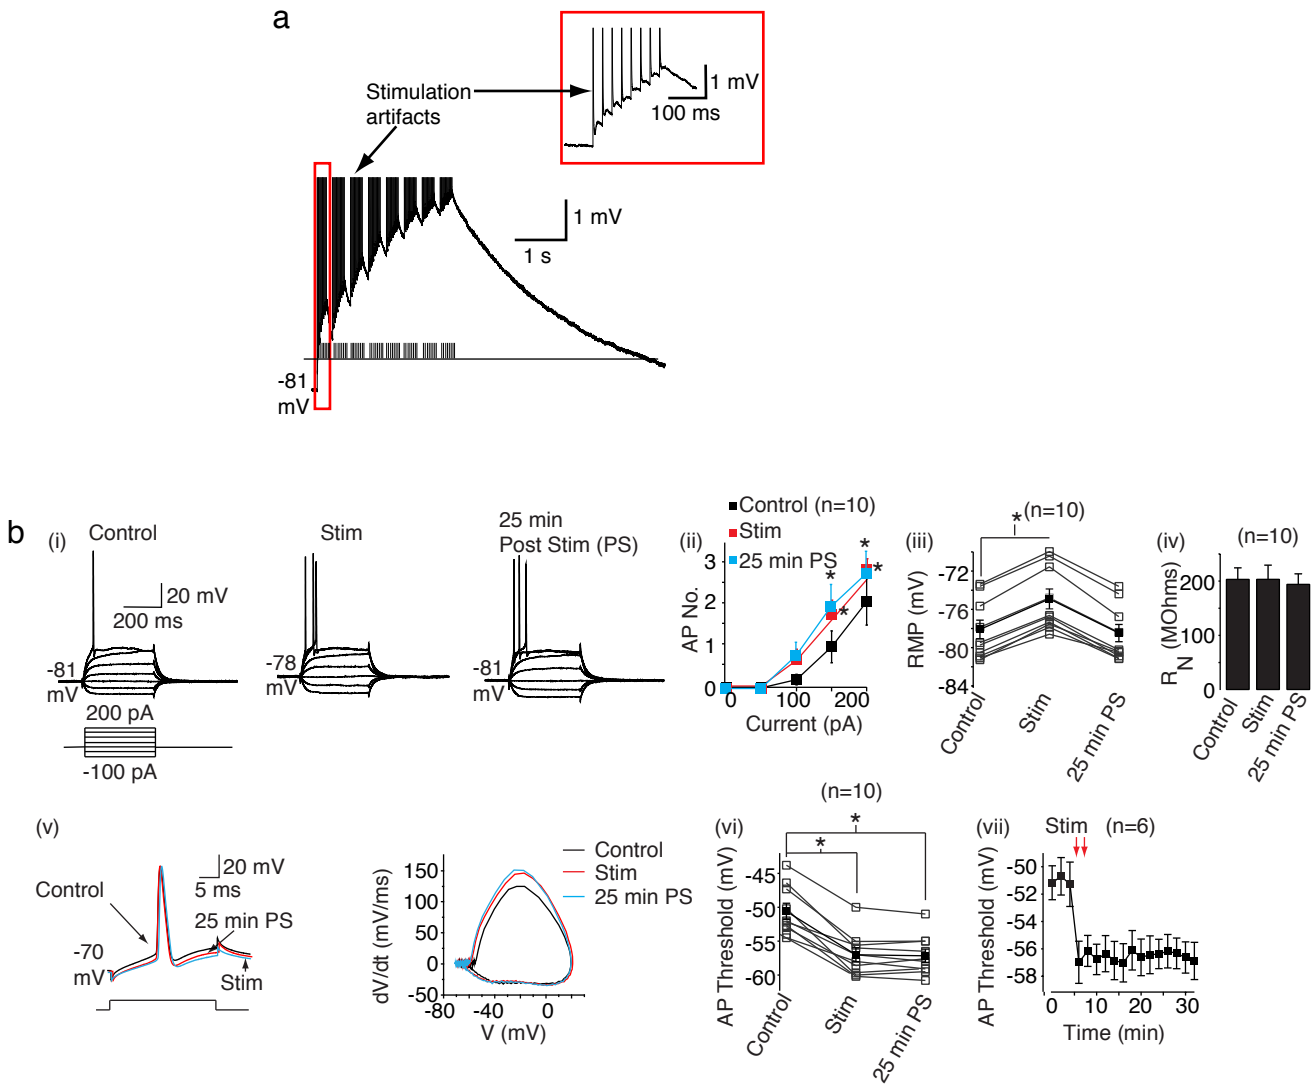 a
Stimulation
artifacts
1 mV
100 ms
1 mV
1 s
-81
mV
b
(i)
Control
20 mV
200 ms
-81
mV
200 pA
-100 pA
Stim
-78
mV
25 min
Post Stim (PS)
-81
mV
(ii)
Control (n=10)
Stim
25 min PS
AP No.
3
2
1
0
* * * *
0
100
200
Current (pA)
(iii)
*
(n=10)
RMP (mV)
-72
-76
-80
-84
Control
Stim
25 min PS
(iv)
(n=10)
RN (MOhms)
200
100
0
Control
Stim
25 min PS
(v)
Control
20 mV
5 ms
25 min PS
-70
mV
Stim
dV/dt (mV/ms)
150
100
50
0
-50
-80
-40
0
V (mV)
Control
Stim
25 min PS
(vi)
(n=10)
*
*
AP Threshold (mV)
-45
-50
-55
-60
Control
Stim
25 min PS
(vii)
Stim
(n=6)
AP Threshold (mV)
-50
-52
-54
-56
-58
0
10
20
30
Time (min)